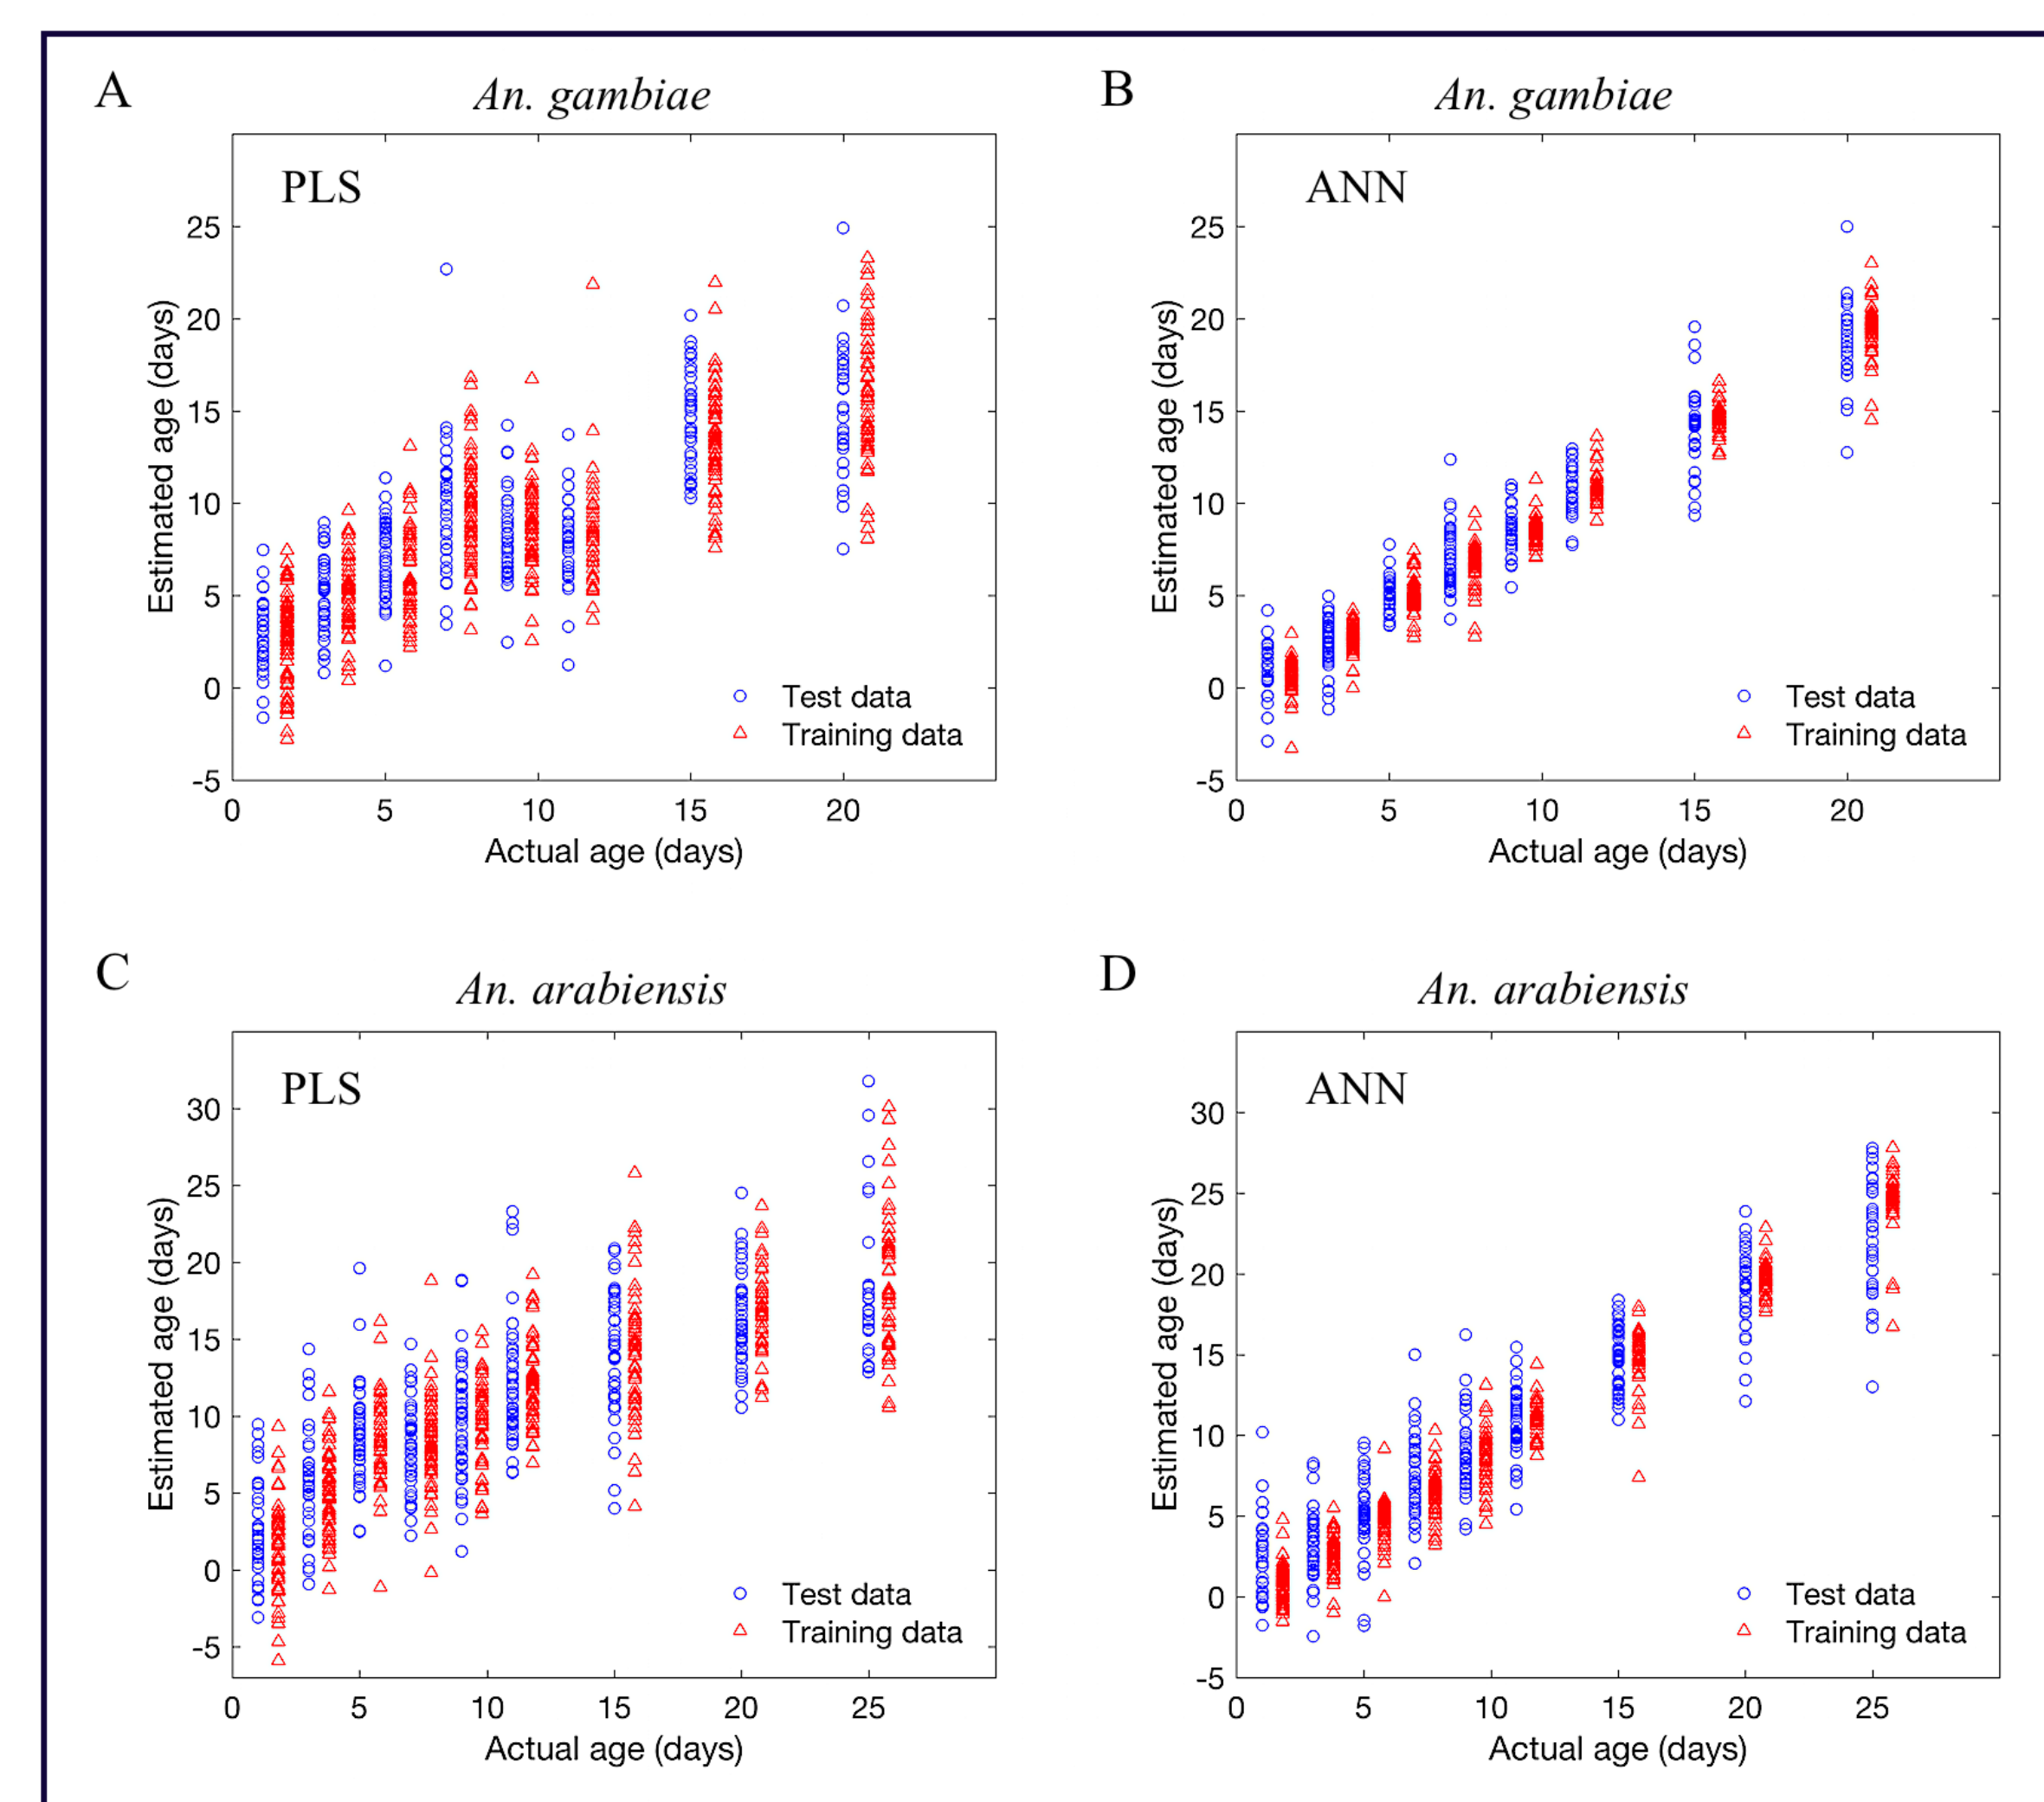 A
An. gambiae
PLS
25
20
15
10
5
0
-5
0 5 10 15 20
Estimated age (days)
Actual age (days)
Test data
Training data
B
An. gambiae
ANN
25
20
15
10
5
0
-5
0 5 10 15 20
Estimated age (days)
Actual age (days)
Test data
Training data
C
An. arabiensis
PLS
30
25
20
15
10
5
0
-5
0 5 10 15 20 25
Estimated age (days)
Actual age (days)
Test data
Training data
D
An. arabiensis
ANN
30
25
20
15
10
5
0
-5
0 5 10 15 20 25
Estimated age (days)
Actual age (days)
Test data
Training data